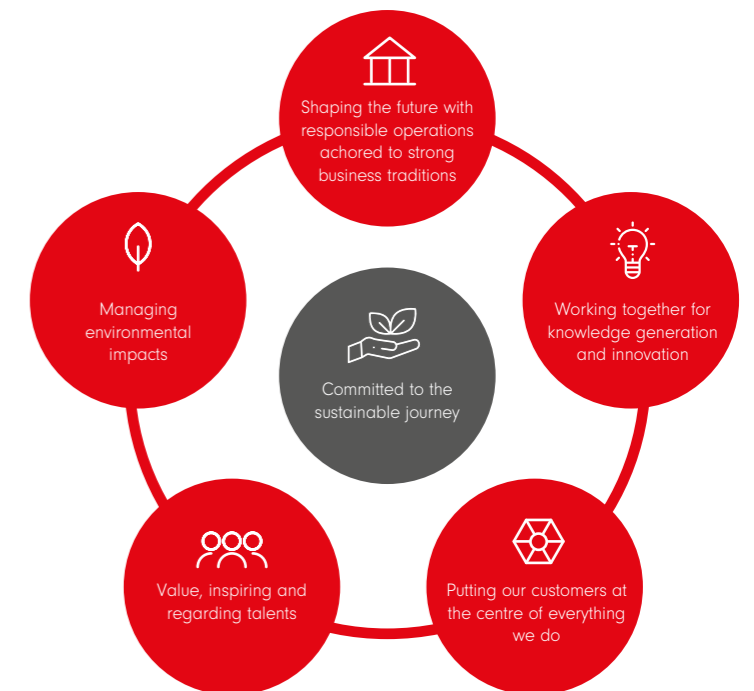 Shaping the future with
responsible operations
achored to strong
business traditions
Managing
environmental
impacts
Working together for
knowledge generation
and innovation
Committed to the
sustainable journey
Value, inspiring and
regarding talents
Putting our customers at
the centre of everything
we do